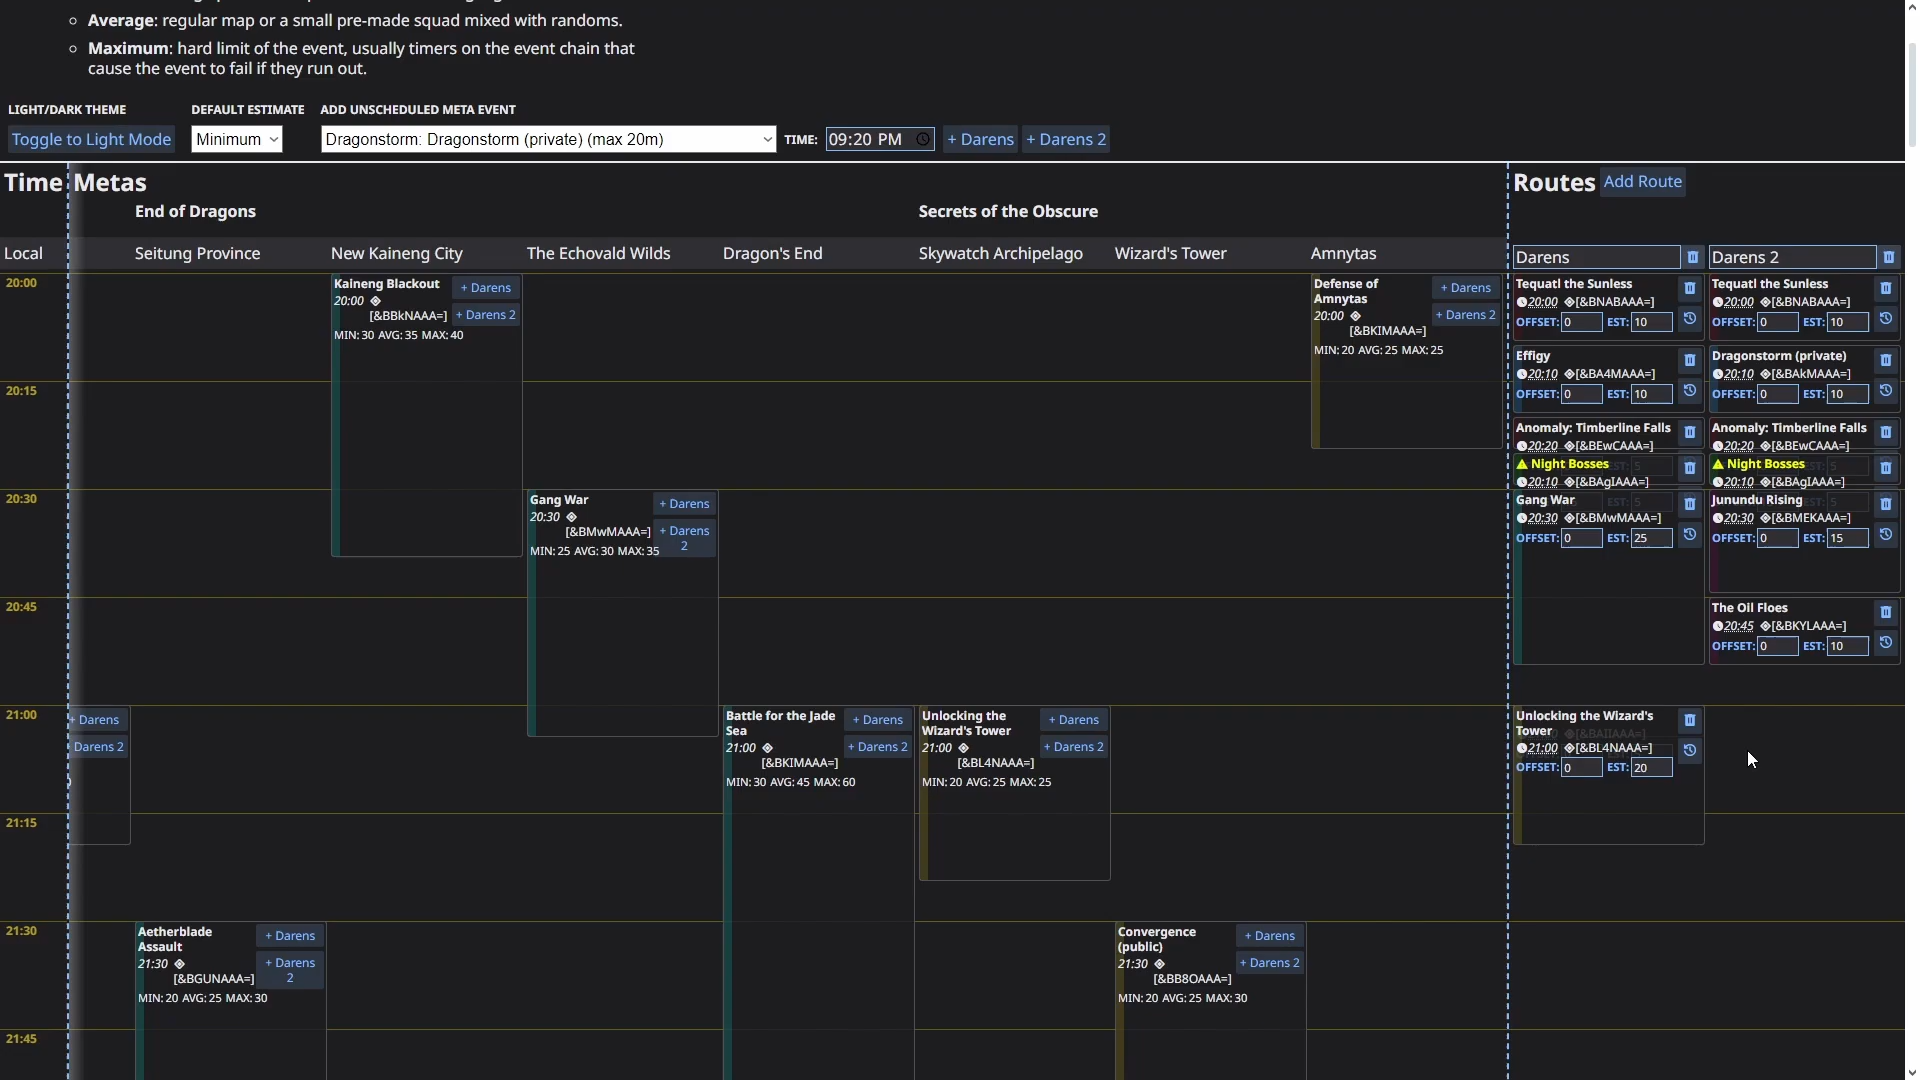 Average: regular map or a small pre-made squad mixed with randoms.
Maximum: hard limit of the event, usually timers on the event chain that
cause the event to fail if they run out.
LIGHT/DARK THEME
DEFAULT ESTIMATE
ADD UNSCHEDULED META EVENT
Toggle to Light Mode
Minimum
Dragonstorm: Dragonstorm (private) (max 20m)
TIME:
09:20 PM
+ Darens
+ Darens 2
Time
Metas
Routes
Add Route
End of Dragons
Secrets of the Obscure
Local
Seitung Province
New Kaineng City
The Echovald Wilds
Dragon's End
Skywatch Archipelago
Wizard's Tower
Amnytas
Darens
Darens 2
20:00
20:15
20:30
20:45
21:00
21:15
21:30
21:45
+ Darens
Darens 2
Aetherblade
Assault
21:30
[&BGUNAAA=]
MIN: 20 AVG: 25 MAX: 30
+ Darens
+ Darens
2
Kaineng Blackout
20:00
[&BBkNAAA=]
MIN: 30 AVG: 35 MAX: 40
+ Darens
+ Darens 2
Gang War
20:30
[&BMwMAAA=]
MIN: 25 AVG: 30 MAX: 35
+ Darens
+ Darens
2
Battle for the Jade
Sea
21:00
[&BKIMAAA=]
MIN: 30 AVG: 45 MAX: 60
+ Darens
+ Darens 2
Unlocking the
Wizard's Tower
21:00
[&BL4NAAA=]
MIN: 20 AVG: 25 MAX: 25
+ Darens
+ Darens 2
Convergence
(public)
21:30
[&BB8OAAA=]
MIN: 20 AVG: 25 MAX: 30
+ Darens
+ Darens 2
Defense of
Amnytas
20:00
[&BKIMAAA=]
MIN: 20 AVG: 25 MAX: 25
+ Darens
+ Darens 2
Tequatl the Sunless
20:00 [&BNABAAA=]
OFFSET: 0 EST: 10
Effigy
20:10 [&BA4MAAA=]
OFFSET: 0 EST: 10
Anomaly: Timberline Falls
20:20 [&BEwCAAA=]
Night Bosses
20:10 [&BAgIAAA=]
Gang War
20:30 [&BMwMAAA=]
OFFSET: 0 EST: 25
Unlocking the Wizard's
Tower
21:00 [&BL4NAAA=]
OFFSET: 0 EST: 20
Tequatl the Sunless
20:00 [&BNABAAA=]
OFFSET: 0 EST: 10
Dragonstorm (private)
20:10 [&BAkMAAA=]
OFFSET: 0 EST: 10
Anomaly: Timberline Falls
20:20 [&BEwCAAA=]
Night Bosses
20:10 [&BAgIAAA=]
Junundu Rising
20:30 [&BMEKAAA=]
OFFSET: 0 EST: 15
The Oil Floes
20:45 [&BKYLAAA=]
OFFSET: 0 EST: 10